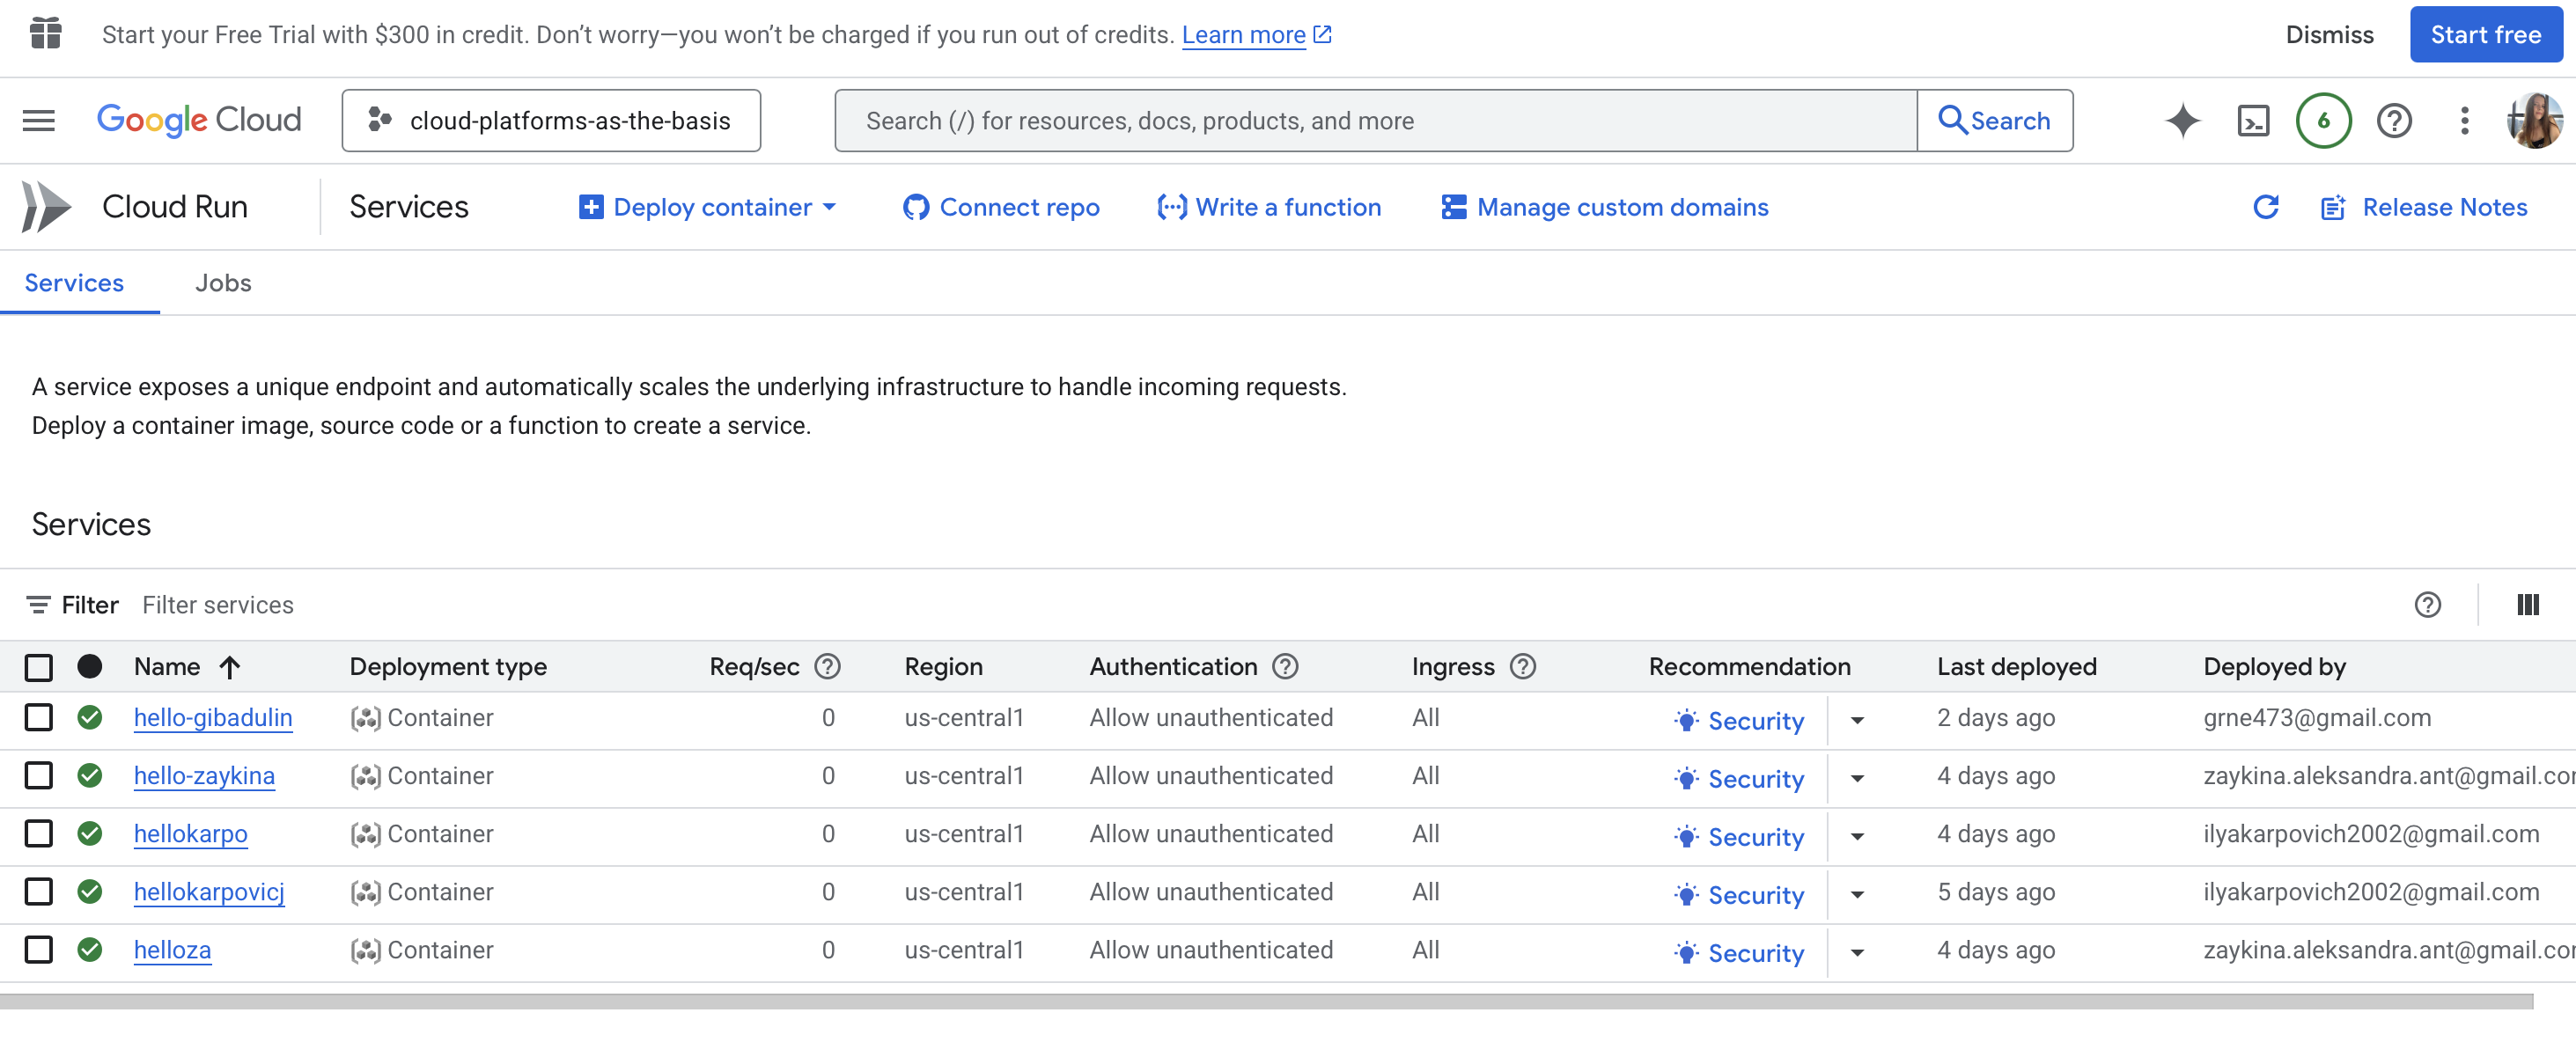 Start your Free Trial with $300 in credit. Don’t worry—you won’t be charged if you run out of credits. Learn more Dismiss Start free
Google Cloud cloud-platforms-as-the-basis Search (/) for resources, docs, products, and more Search 6
Cloud Run Services Deploy container Connect repo Write a function Manage custom domains Release Notes
Services Jobs
A service exposes a unique endpoint and automatically scales the underlying infrastructure to handle incoming requests.
Deploy a container image, source code or a function to create a service.
Services
Filter Filter services
Name Deployment type Req/sec Region Authentication Ingress Recommendation Last deployed Deployed by
hello-gibadulin Container 0 us-central1 Allow unauthenticated All Security 2 days ago grne473@gmail.com
hello-zaykina Container 0 us-central1 Allow unauthenticated All Security 4 days ago zaykina.aleksandra.ant@gmail.co
hellokarpo Container 0 us-central1 Allow unauthenticated All Security 4 days ago ilyakarpovich2002@gmail.com
hellokarpovicj Container 0 us-central1 Allow unauthenticated All Security 5 days ago ilyakarpovich2002@gmail.com
helloza Container 0 us-central1 Allow unauthenticated All Security 4 days ago zaykina.aleksandra.ant@gmail.co